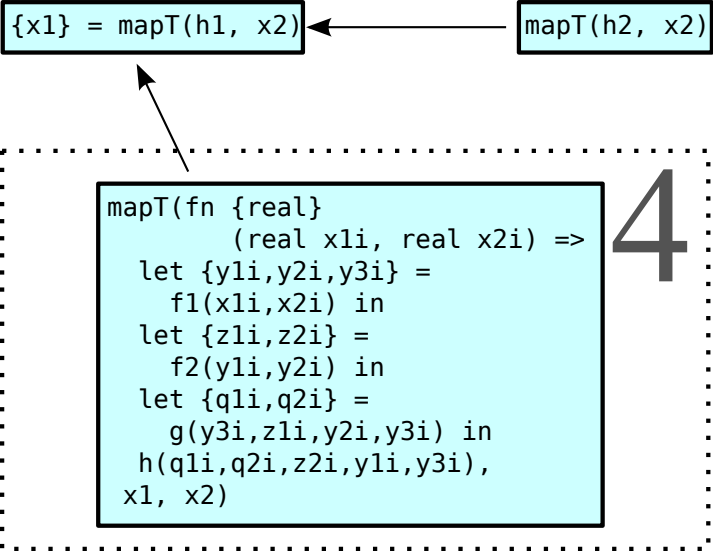 {x1} = mapT(h1, x2)
mapT(h2, x2)
4
mapT(fn {real}
        (real x1i, real x2i) =>
  let {y1i,y2i,y3i} =
    f1(x1i,x2i) in
  let {z1i,z2i} =
    f2(y1i,y2i) in
  let {q1i,q2i} =
    g(y3i,z1i,y2i,y3i) in
  h(q1i,q2i,z2i,y1i,y3i),
 x1, x2)